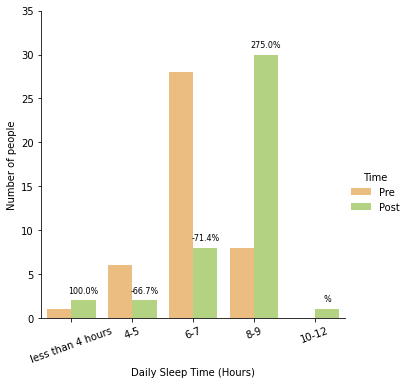 35
30
25
20
15
10
5
0
Number of people
100.0%
-66.7%
-71.4%
275.0%
%
less than 4 hours
4-5
6-7
8-9
10-12
Daily Sleep Time (Hours)
Time
Pre
Post